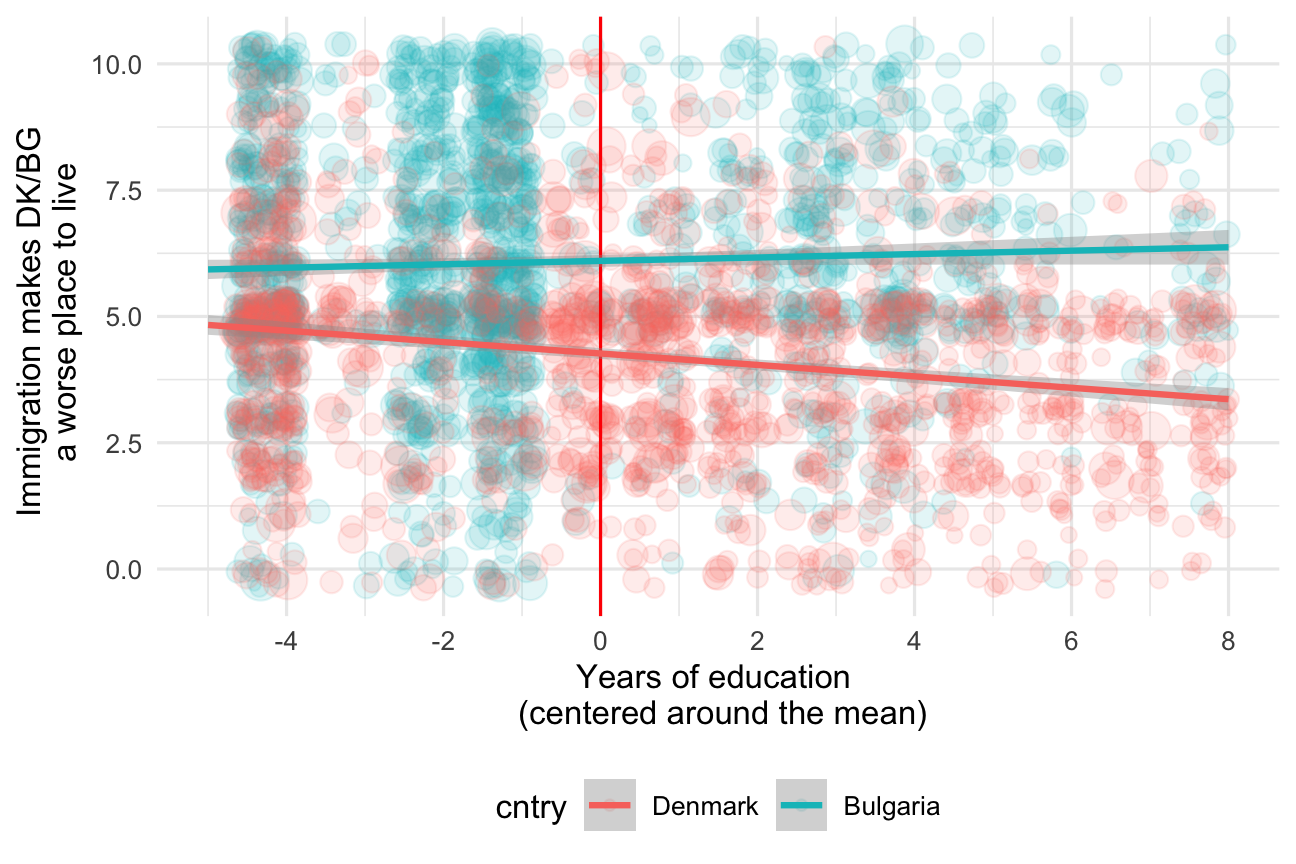 Immigration makes DK/BG
a worse place to live
10.0
7.5
5.0
2.5
0.0
-4 -2 0 2 4 6 8
Years of education
(centered around the mean)
cntry Denmark Bulgaria